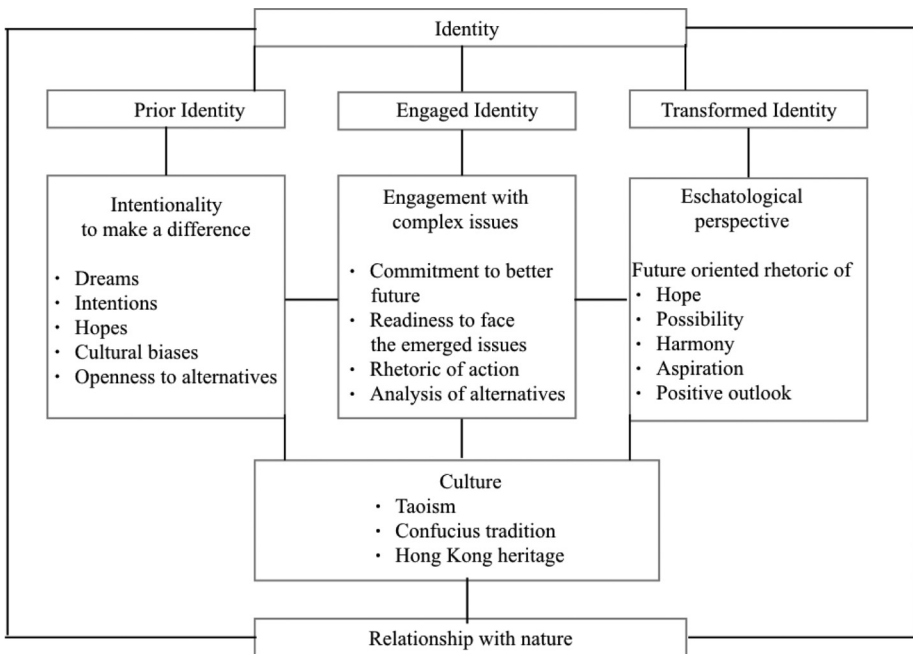 Identity
Prior Identity
Engaged Identity
Transformed Identity
Intentionality
to make a difference
· Dreams
· Intentions
· Hopes
· Cultural biases
· Openness to alternatives
Engagement with
complex issues
· Commitment to better
future
· Readiness to face
the emerged issues
· Rhetoric of action
· Analysis of alternatives
Eschatological
perspective
Future oriented rhetoric of
· Hope
· Possibility
· Harmony
· Aspiration
· Positive outlook
Culture
· Taoism
· Confucius tradition
· Hong Kong heritage
Relationship with nature